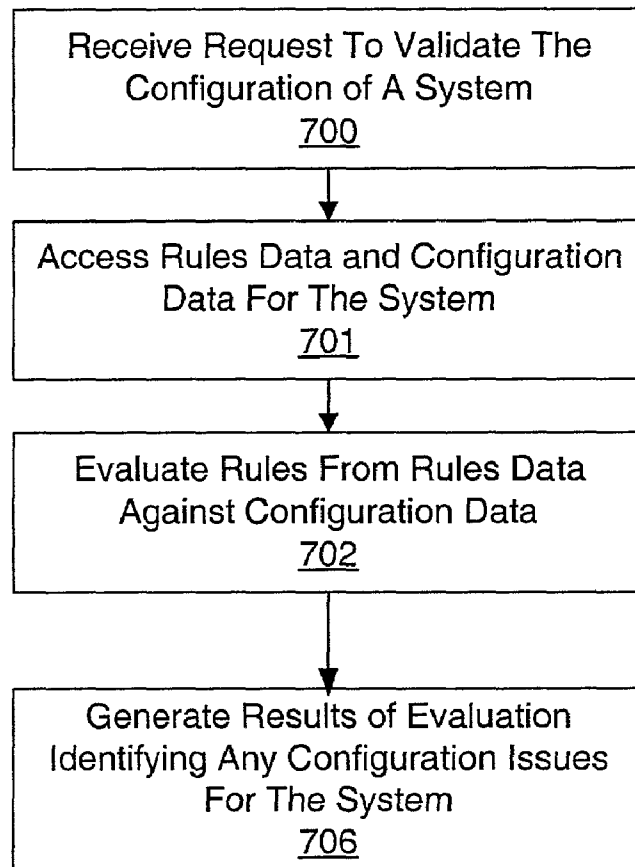 Receive Request To Validate The
Configuration of A System
700
Access Rules Data and Configuration
Data For The System
701
Evaluate Rules From Rules Data
Against Configuration Data
702
Generate Results of Evaluation
Identifying Any Configuration Issues
For The System
706